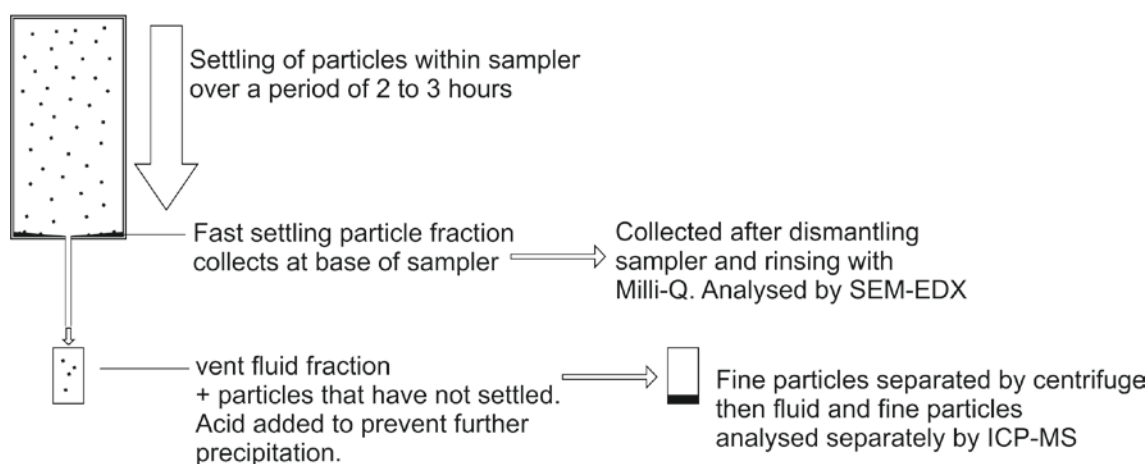 Settling of particles within sampler
over a period of 2 to 3 hours
Fast settling particle fraction
collects at base of sampler
Collected after dismantling
sampler and rinsing with
Milli-Q. Analysed by SEM-EDX
vent fluid fraction
+ particles that have not settled.
Acid added to prevent further
precipitation.
Fine particles separated by centrifuge
then fluid and fine particles
analysed separately by ICP-MS